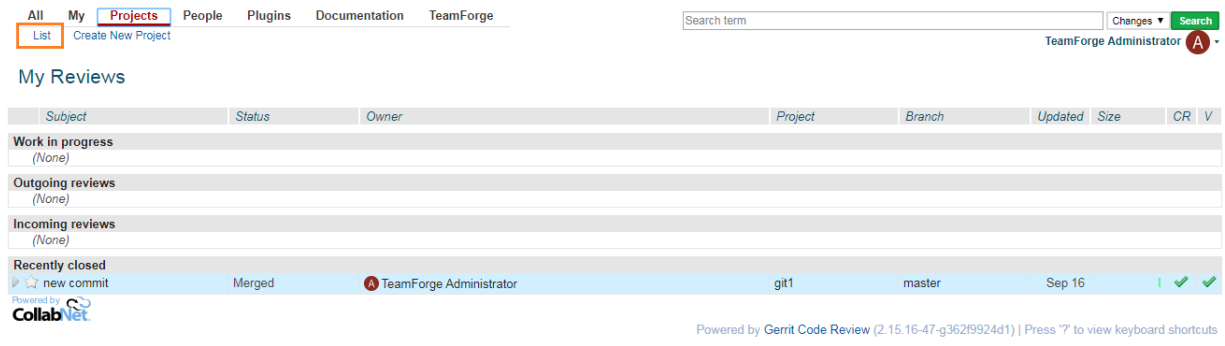 All My Projects People Plugins Documentation TeamForge
Search term Changes ▼ Search
List Create New Project
TeamForge Administrator A
My Reviews
Subject Status Owner Project Branch Updated Size CR V
Work in progress
(None)
Outgoing reviews
(None)
Incoming reviews
(None)
Recently closed
new commit Merged A TeamForge Administrator git1 master Sep 16
Powered by
CollabNet.
Powered by Gerrit Code Review (2.15.16-47-g362f9924d1) | Press '?' to view keyboard shortcuts